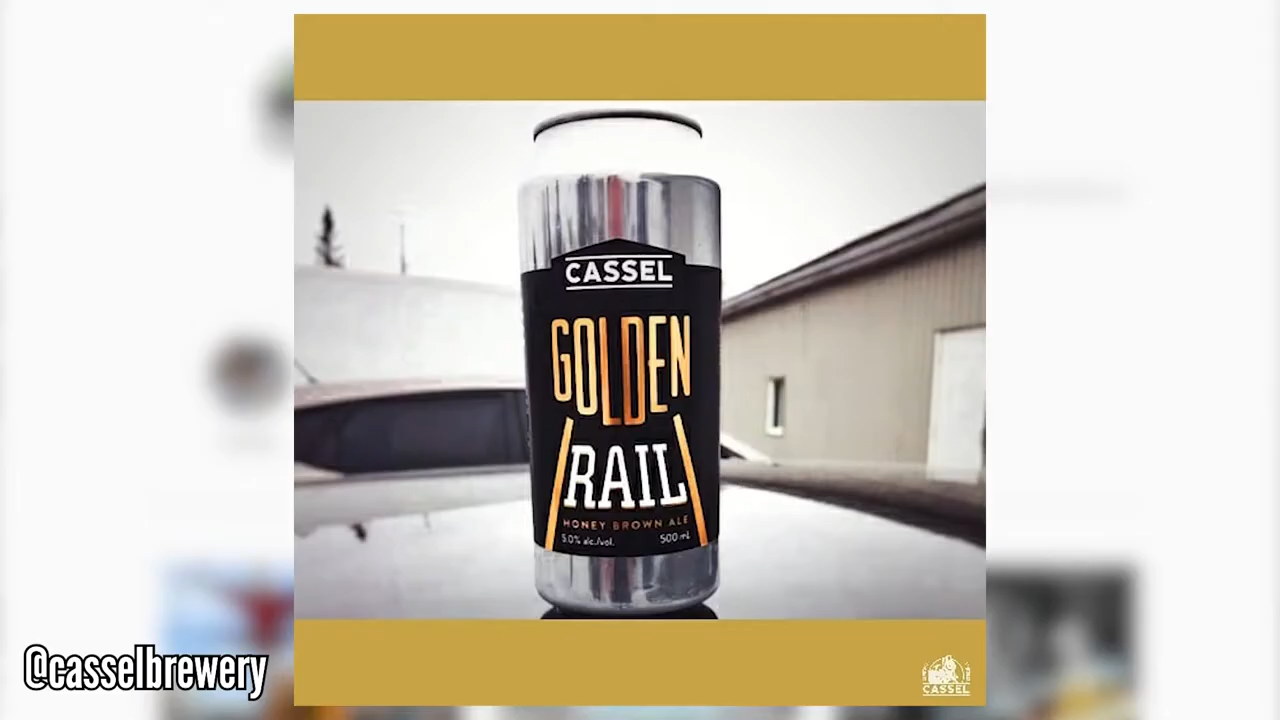 CASSEL
GOLDEN
RAIL
HONEY BROWN ALE
5.0% alc./vol. 500 mL
@casselbrewery
CASSEL